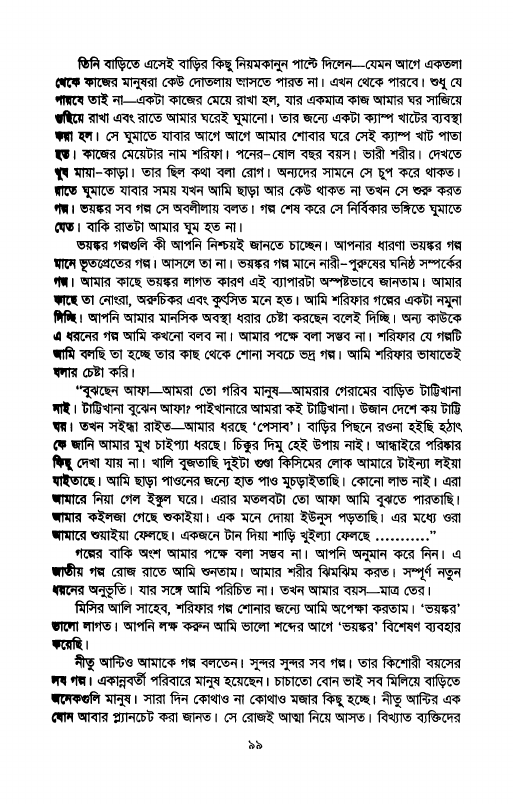 তিনি বাড়িতে এসেই বাড়ির কিছু নিয়মকানুন পাল্টে দিলেন—যেমন আগে একতলা
থেকে কাজের মানুষরা কেউ দোতলায় আসতে পারত না। এখন থেকে পারবে। শুধু যে
পারবে তাই না—একটা কাজের মেয়ে রাখা হল, যার একমাত্র কাজ আমার ঘর সাজিয়ে
গুছিয়ে রাখা এবং রাতে আমার ঘরেই ঘুমানো। তার জন্যে একটা ক্যাম্প খাটের ব্যবস্থা
করা হল। সে ঘুমাতে যাবার আগে আগে আমার শোবার ঘরে সেই ক্যাম্প খাট পাতা
হত। কাজের মেয়েটার নাম শরিফা। পনের-ষোল বছর বয়স। ভারী শরীর। দেখতে
খুব মায়া-কাড়া। তার ছিল কথা বলা রোগ। অন্যদের সামনে সে চুপ করে থাকত।
রাতে ঘুমাতে যাবার সময় যখন আমি ছাড়া আর কেউ থাকত না তখন সে শুরু করত
গল্প। ভয়ঙ্কর সব গল্প সে অবলীলায় বলত। গল্প শেষ করে সে নির্বিকার ভঙ্গিতে ঘুমাতে
যেত। বাকি রাতটা আমার ঘুম হত না।
ভয়ঙ্কর গল্পগুলি কী আপনি নিশ্চয়ই জানতে চাচ্ছেন। আপনার ধারণা ভয়ঙ্কর গল্প
মানে ভূতপ্রেতের গল্প। আসলে তা না। ভয়ঙ্কর গল্প মানে নারী-পুরুষের ঘনিষ্ঠ সম্পর্কের
গল্প। আমার কাছে ভয়ঙ্কর লাগত কারণ এই ব্যাপারটা অস্পষ্টভাবে জানতাম। আমার
কাছে তা নোংরা, অরুচিকর এবং কুৎসিত মনে হত। আমি শরিফার গল্পের একটা নমুনা
দিচ্ছি। আপনি আমার মানসিক অবস্থা ধরার চেষ্টা করছেন বলেই দিচ্ছি। অন্য কাউকে
এ ধরনের গল্প আমি কখনো বলব না। আমার পক্ষে বলা সম্ভব না। শরিফার যে গল্পটি
আমি বলছি তা হচ্ছে তার কাছ থেকে শোনা সবচে ভদ্র গল্প। আমি শরিফার ভাষাতেই
বলার চেষ্টা করি।
“বুঝছেন আফা—আমরা তো গরিব মানুষ—আমরার গেরামের বাড়িত টাট্টিখানা
নাই। টাট্টিখানা বুঝেন আফা? পাইখানারে আমরা কই টাট্টিখানা। উজান দেশে কয় টাট্টি
ঘর। তখন সইন্ধা রাইত—আমার ধরছে ‘পেসাব’। বাড়ির পিছনে রওনা হইছি হঠাৎ
কে জানি আমার মুখ চাইপ্যা ধরছে। চিক্কুর দিমু হেই উপায় নাই। আন্ধাইরে পরিষ্কার
কিছু দেখা যায় না। খালি বুজতাছি দুইটা গুণ্ডা কিসিমের লোক আমারে টাইন্যা লইয়া
যাইতাছে। আমি ছাড়া পাওনের জন্যে হাত পাও মুচড়াইতাছি। কোনো লাভ নাই। এরা
আমারে নিয়া গেল ইস্কুল ঘরে। এরার মতলবটা তো আফা আমি বুঝতে পারতাছি।
আমার কইলজা গেছে শুকাইয়া। এক মনে দোয়া ইউনুস পড়তাছি। এর মধ্যে ওরা
আমারে শুয়াইয়া ফেলছে। একজনে টান দিয়া শাড়ি খুইল্যা ফেলছে ...........”
গল্পের বাকি অংশ আমার পক্ষে বলা সম্ভব না। আপনি অনুমান করে নিন। এ
জাতীয় গল্প রোজ রাতে আমি শুনতাম। আমার শরীর ঝিমঝিম করত। সম্পূর্ণ নতুন
ধরনের অনুভূতি। যার সঙ্গে আমি পরিচিত না। তখন আমার বয়স—মাত্র তের।
মিসির আলি সাহেব, শরিফার গল্প শোনার জন্যে আমি অপেক্ষা করতাম। ‘ভয়ঙ্কর’
ভালো লাগত। আপনি লক্ষ করুন আমি ভালো শব্দের আগে ‘ভয়ঙ্কর’ বিশেষণ ব্যবহার
করেছি।
নীতু আন্টিও আমাকে গল্প বলতেন। সুন্দর সুন্দর সব গল্প। তার কিশোরী বয়সের
সব গল্প। একান্নবর্তী পরিবারে মানুষ হয়েছেন। চাচাতো বোন ভাই সব মিলিয়ে বাড়িতে
অনেকগুলি মানুষ। সারা দিন কোথাও না কোথাও মজার কিছু হচ্ছে। নীতু আন্টির এক
বোন আবার প্ল্যানচেট করা জানত। সে রোজই আত্মা নিয়ে আসত। বিখ্যাত ব্যক্তিদের
৯৯